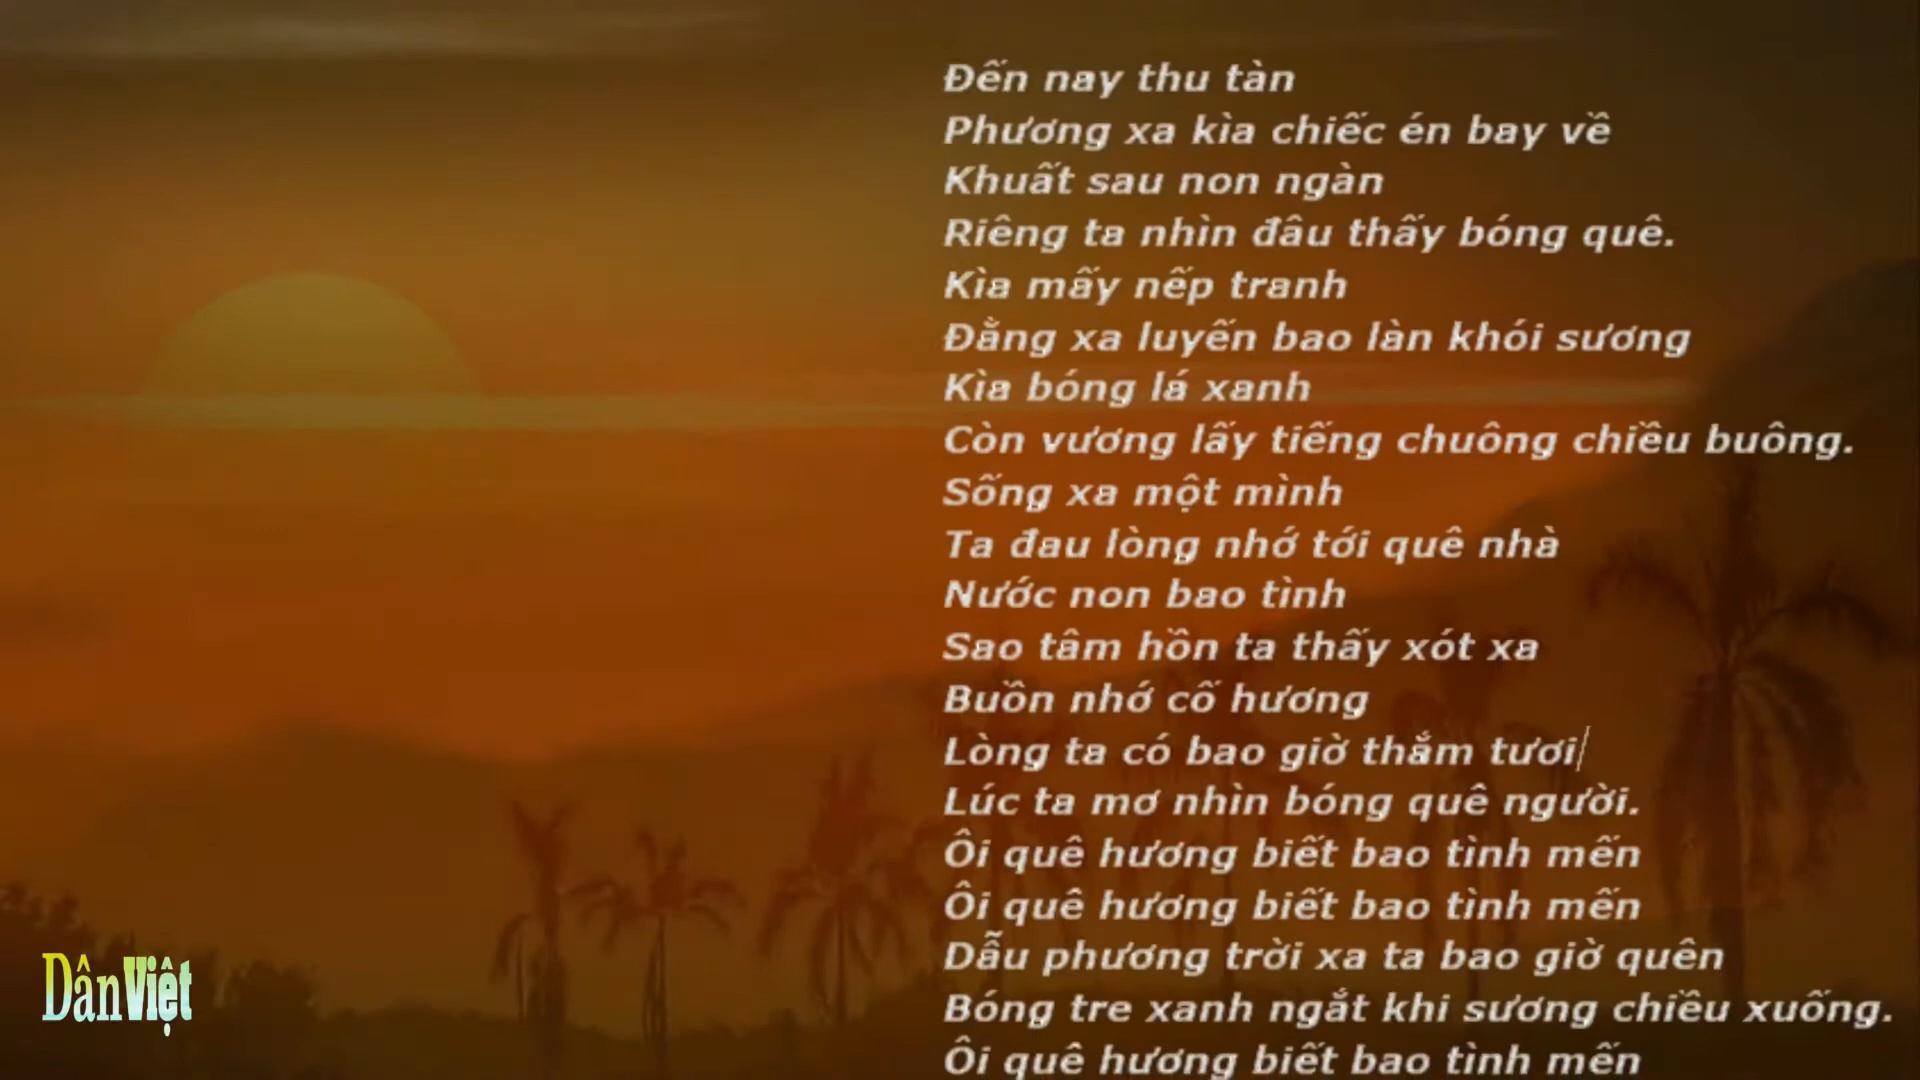 Đến nay thu tàn
Phương xa kìa chiếc én bay về
Khuất sau non ngàn
Riêng ta nhìn đâu thấy bóng quê.
Kìa mấy nếp tranh
Đằng xa luyến bao làn khói sương
Kìa bóng lá xanh
Còn vương lấy tiếng chuông chiều buông.
Sống xa một mình
Ta đau lòng nhớ tới quê nhà
Nước non bao tình
Sao tâm hồn ta thấy xót xa
Buồn nhớ cố hương
Lòng ta có bao giờ thắm tươi
Lúc ta mơ nhìn bóng quê người.
Ôi quê hương biết bao tình mến
Ôi quê hương biết bao tình mến
Dẫu phương trời xa ta bao giờ quên
Bóng tre xanh ngắt khi sương chiều xuống.
Ôi quê hương biết bao tình mến
DânViệt